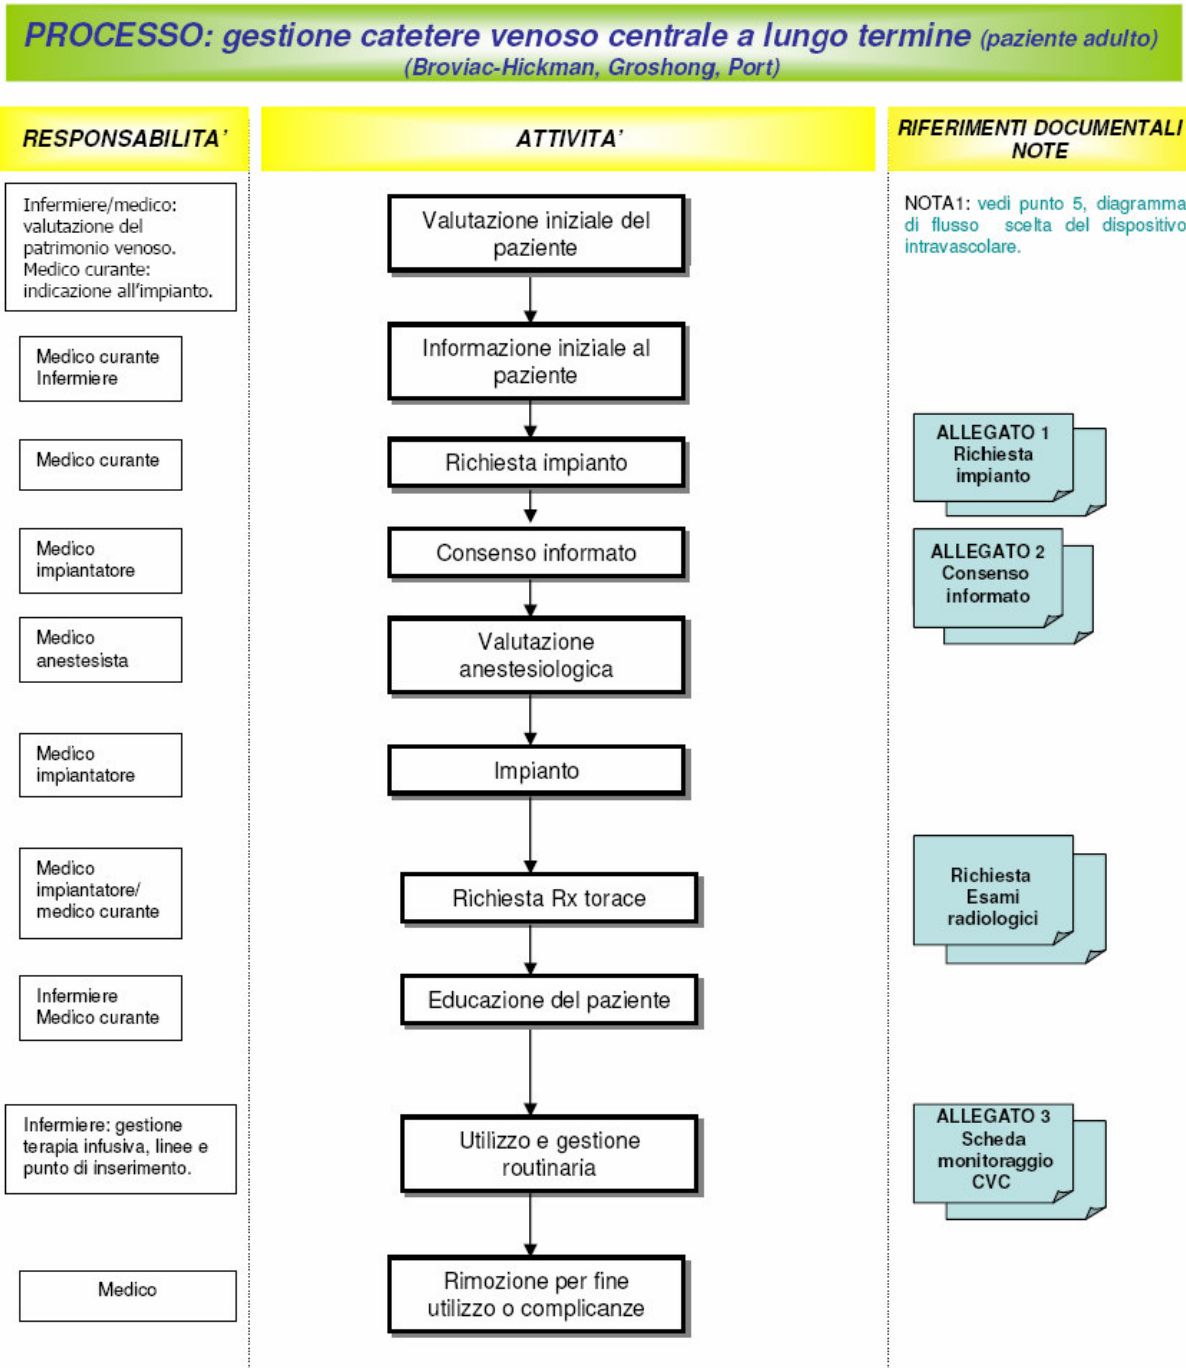 PROCESSO: gestione catetere venoso centrale a lungo termine (paziente adulto)
(Broviac-Hickman, Groshong, Port)
RESPONSABILITA'
ATTIVITA'
RIFERIMENTI DOCUMENTALI
NOTE
Infermiere/medico:
valutazione del
patrimonio venoso.
Medico curante:
indicazione all'impianto.
Valutazione iniziale del
paziente
NOTA1: vedi punto 5, diagramma
di flusso scelta del dispositivo
intravascolare.
Medico curante
Infermiere
Informazione iniziale al
paziente
Medico curante
Richiesta impianto
ALLEGATO 1
Richiesta
impianto
Medico
impiantatore
Consenso informato
ALLEGATO 2
Consenso
informato
Medico
anestesista
Valutazione
anestesiologica
Medico
impiantatore
Impianto
Medico
impiantatore/
medico curante
Richiesta Rx torace
Richiesta
Esami
radiologici
Infermiere
Medico curante
Educazione del paziente
Infermiere: gestione
terapia infusiva, linee e
punto di inserimento.
Utilizzo e gestione
routinaria
ALLEGATO 3
Scheda
monitoraggio
CVC
Medico
Rimozione per fine
utilizzo o complicanze